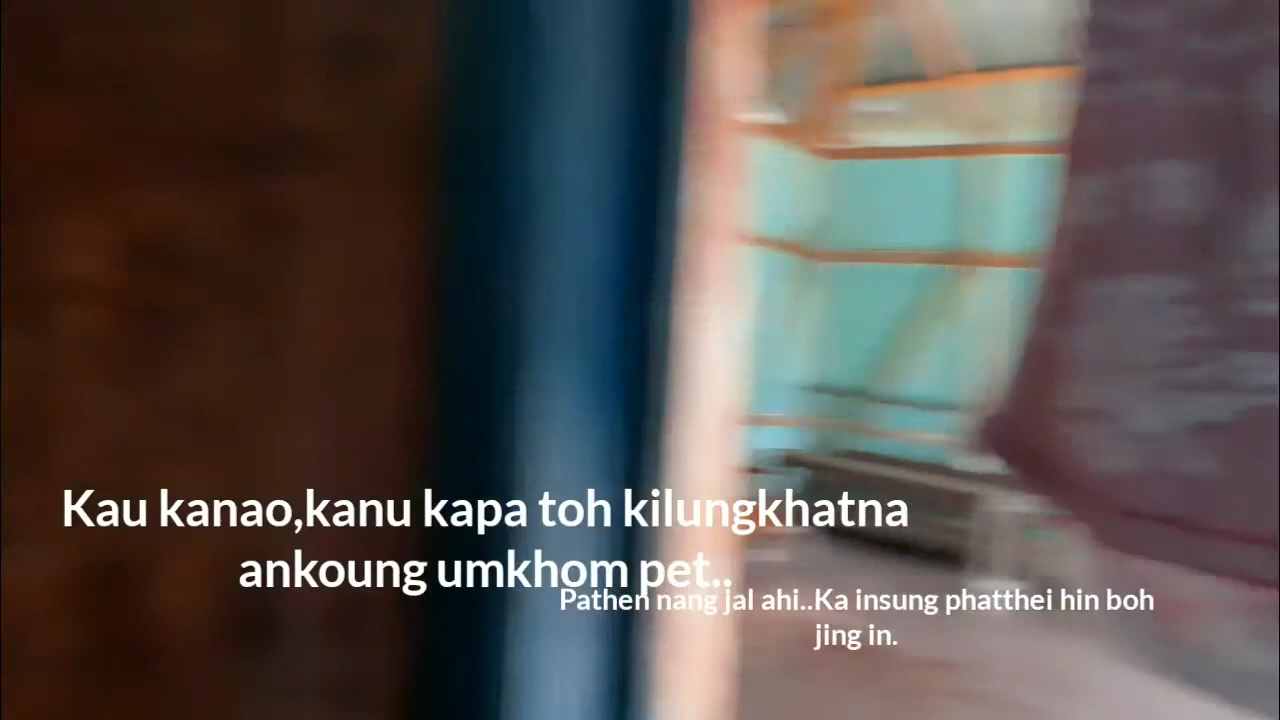 Kau kanao,kanu kapa toh kilungkhatna
ankoung umkhom pet..
Pathen nang jal ahi..Ka insung phatthei hin boh
jing in.